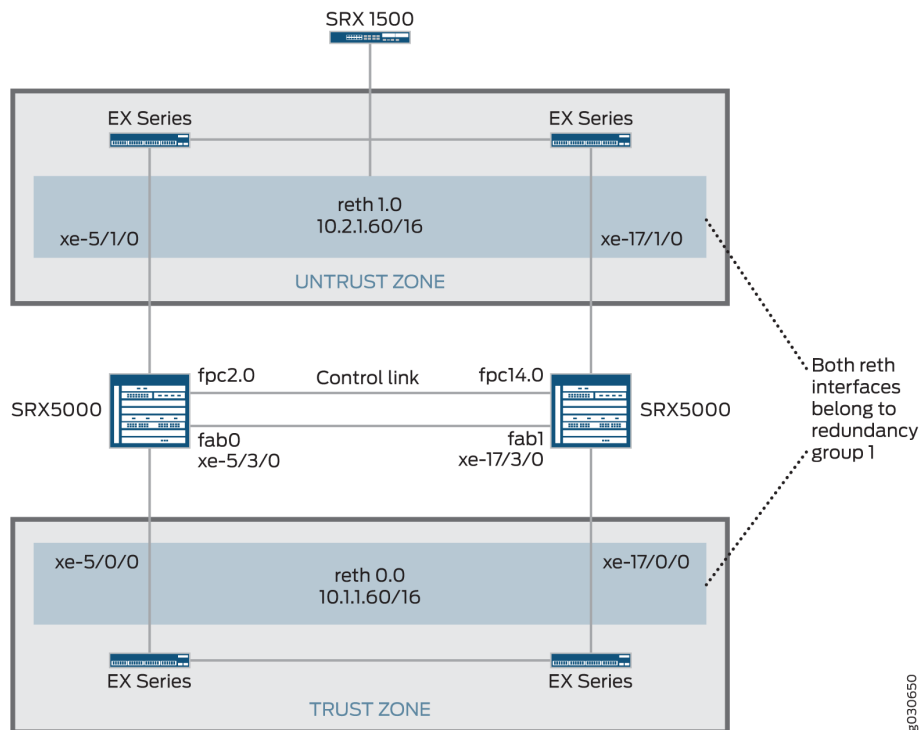 SRX 1500
EX Series
EX Series
reth 1.0
10.2.1.60/16
xe-5/1/0
xe-17/1/0
UNTRUST ZONE
fpc2.0
Control link
fpc14.0
SRX5000
SRX5000
fab0
xe-5/3/0
fab1
xe-17/3/0
Both reth
interfaces
belong to
redundancy
group 1
xe-5/0/0
xe-17/0/0
reth 0.0
10.1.1.60/16
EX Series
EX Series
TRUST ZONE
g030650